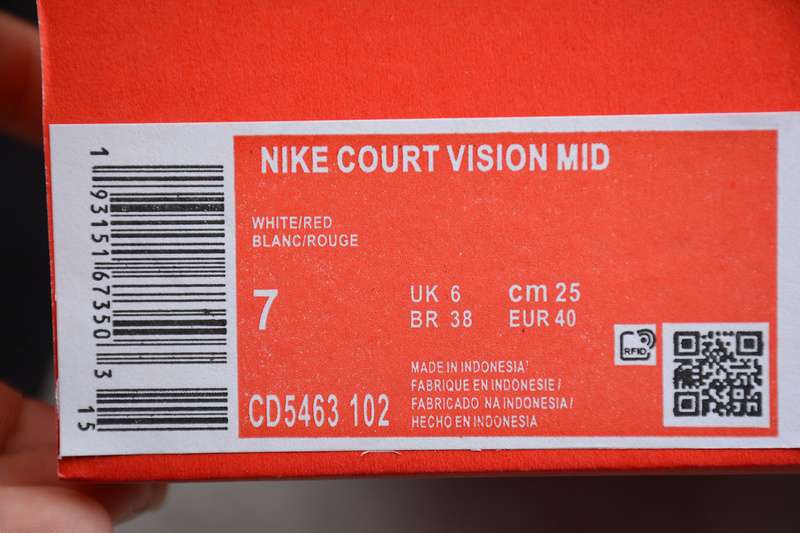 NIKE COURT VISION MID
WHITE/RED
BLANC/ROUGE
7
UK 6 cm 25
BR 38 EUR 40
MADE IN INDONESIA'
FABRIQUE EN INDONESIE/
FABRICADO NA INDONESIA/
HECHO EN INDONESIA
CD5463 102
RFID
1 93151 67350 3
15